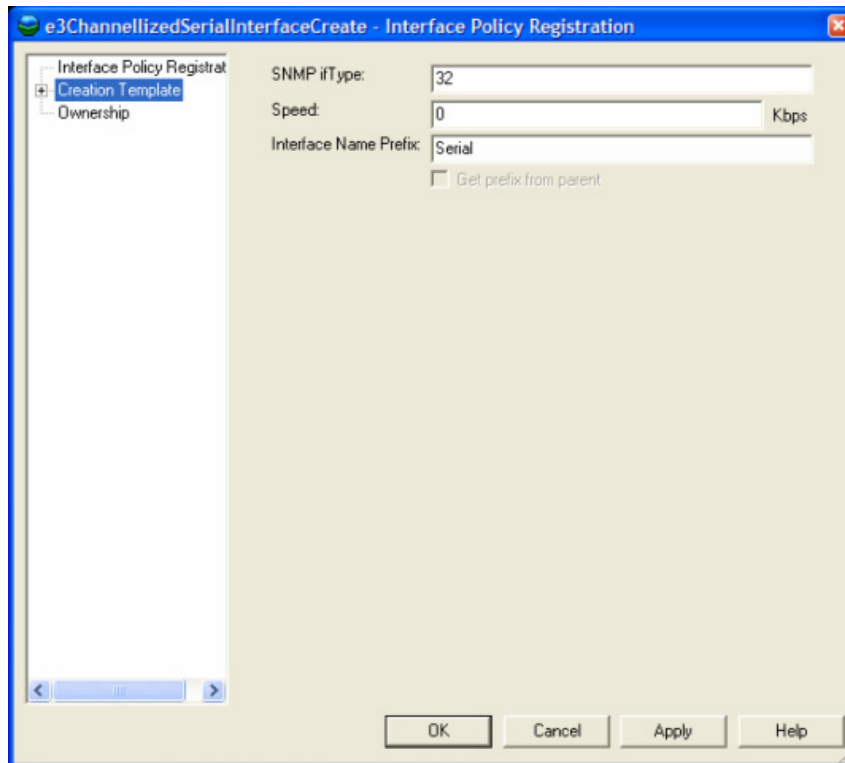 e3ChannellizedSerialInterfaceCreate - Interface Policy Registration
Interface Policy Registrat
Creation Template
Ownership
SNMP ifType: 32
Speed: 0 Kbps
Interface Name Prefix: Serial
Get prefix from parent
OK Cancel Apply Help